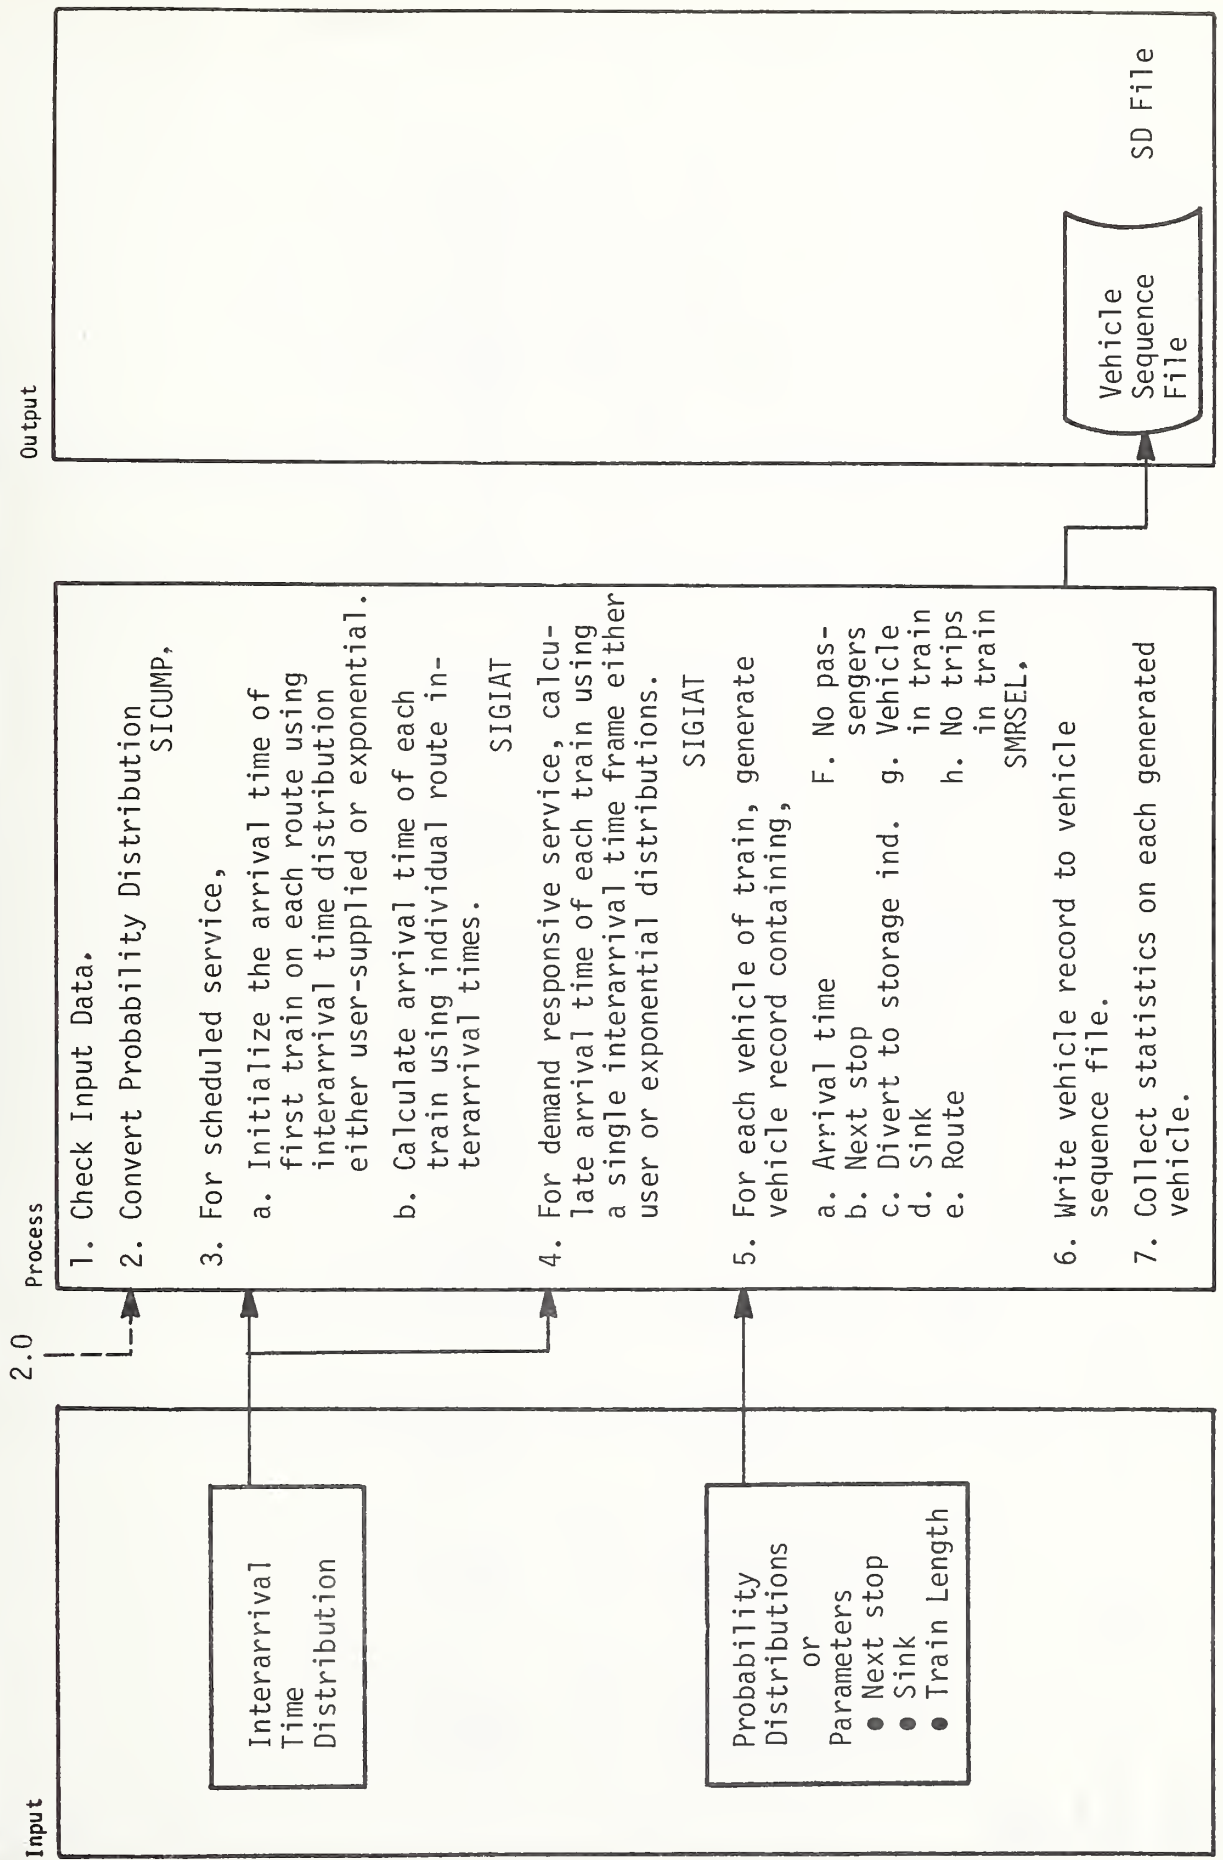 Input
Interarrival
Time
Distribution
Probability
Distributions
or
Parameters
● Next stop
● Sink
● Train Length
2.0
Process
1. Check Input Data.
2. Convert Probability Distribution
SICUMP,
3. For scheduled service,
a. Initialize the arrival time of
first train on each route using
interarrival time distribution
either user-supplied or exponential.
b. Calculate arrival time of each
train using individual route in-
terarrival times.
SIGIAT
4. For demand responsive service, calcu-
late arrival time of each train using
a single interarrival time frame either
user or exponential distributions.
SIGIAT
5. For each vehicle of train, generate
vehicle record containing,
a. Arrival time
b. Next stop
c. Divert to storage ind.
d. Sink
e. Route
F. No pas-
sengers
g. Vehicle
in train
h. No trips
in train
SMRSEL,
6. Write vehicle record to vehicle
sequence file.
7. Collect statistics on each generated
vehicle.
Output
Vehicle
Sequence
File
SD File